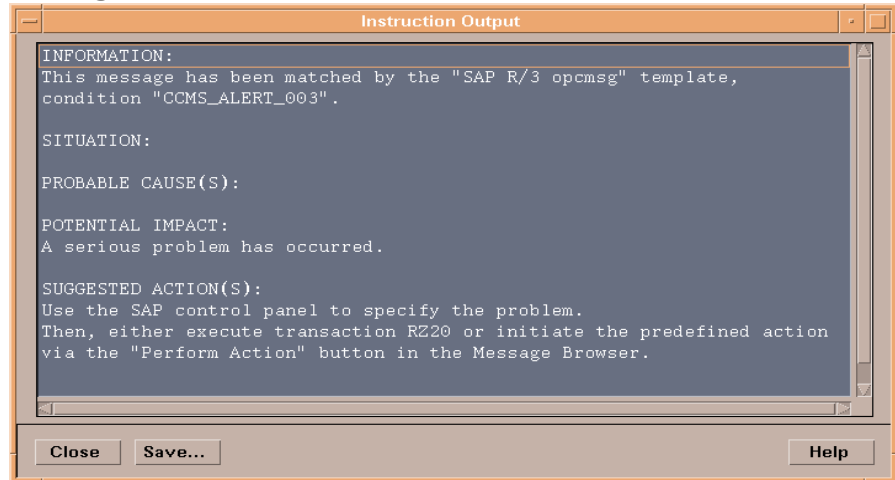 Instruction Output
INFORMATION:
This message has been matched by the "SAP R/3 opcmsg" template,
condition "CCMS_ALERT_003".
SITUATION:
PROBABLE CAUSE(S):
POTENTIAL IMPACT:
A serious problem has occurred.
SUGGESTED ACTION(S):
Use the SAP control panel to specify the problem.
Then, either execute transaction RZ20 or initiate the predefined action
via the "Perform Action" button in the Message Browser.
Close Save... Help